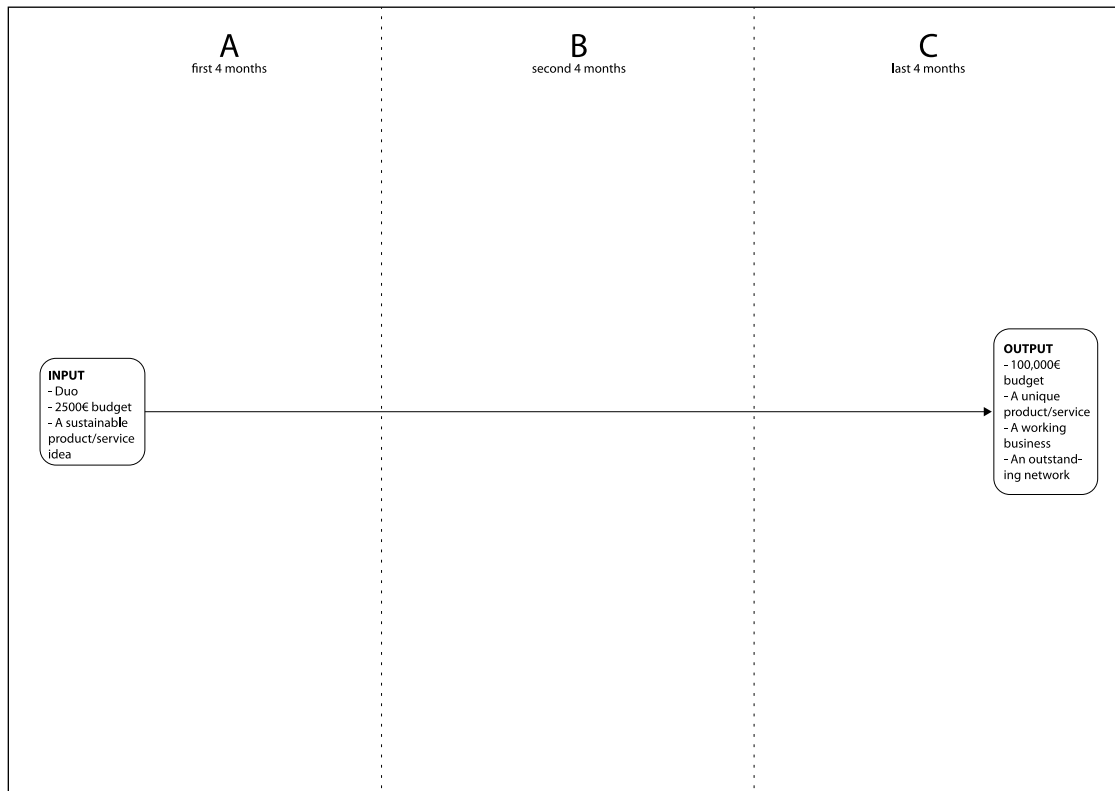 A
first 4 months
B
second 4 months
C
last 4 months
INPUT
- Duo
- 2500€ budget
- A sustainable
product/service
idea
OUTPUT
- 100,000€
budget
- A unique
product/service
- A working
business
- An outstand-
ing network